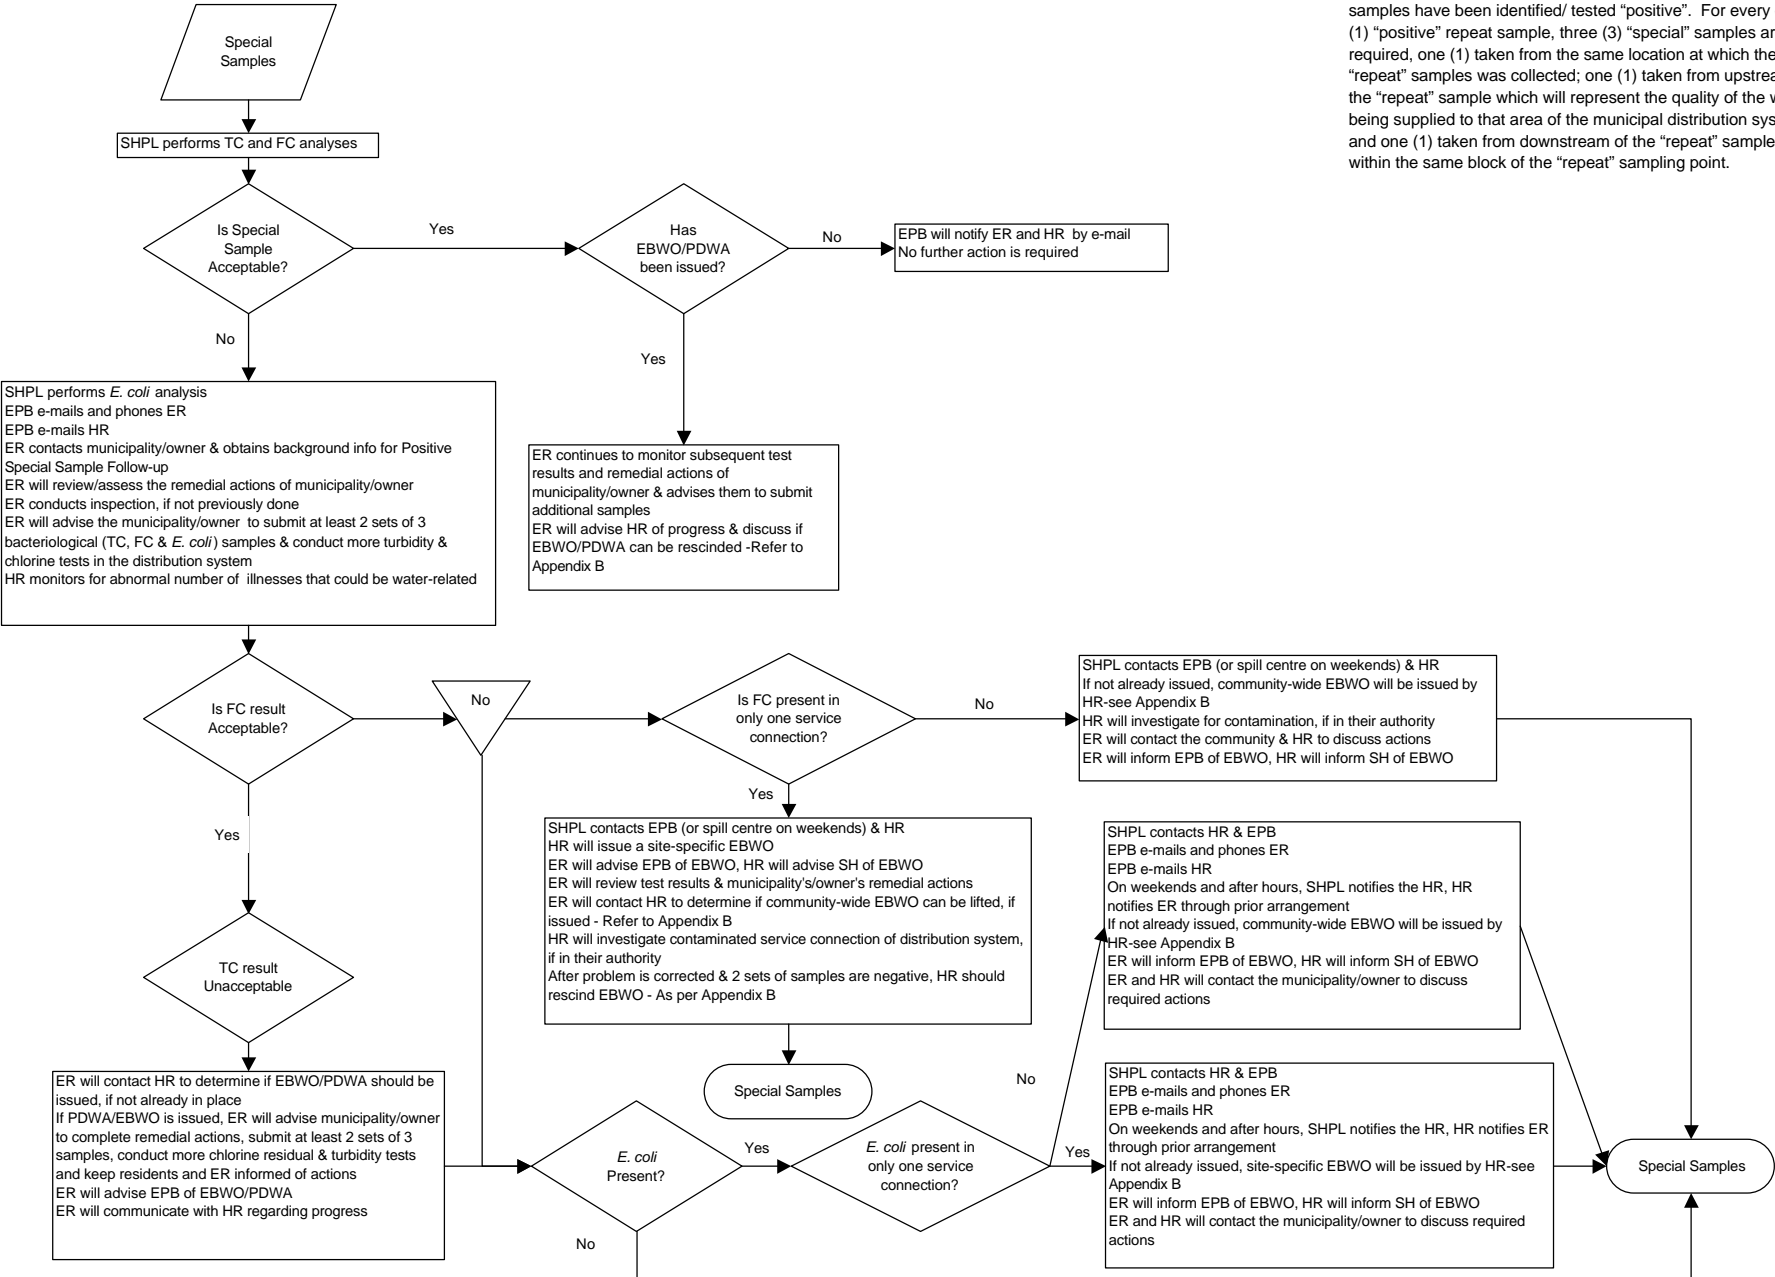 samples have been identified/ tested “positive”. For every
(1) “positive” repeat sample, three (3) “special” samples
required, one (1) taken from the same location at which the
“repeat” samples was collected; one (1) taken from
the “repeat” sample which will represent the quality of the
being supplied to that area of the municipal distribution
and one (1) taken from downstream of the “repeat” sample
within the same block of the “repeat” sampling point.
Special
Samples
SHPL performs TC and FC analyses
Is Special
Sample
Acceptable?
Yes
Has
EBWO/PDWA
been issued?
No
EPB will notify ER and HR by e-mail
No further action is required
No
Yes
SHPL performs E. coli analysis
EPB e-mails and phones ER
EPB e-mails HR
ER contacts municipality/owner & obtains background info for Positive
Special Sample Follow-up
ER will review/assess the remedial actions of municipality/owner
ER conducts inspection, if not previously done
ER will advise the municipality/owner to submit at least 2 sets of 3
bacteriological (TC, FC & E. coli) samples & conduct more turbidity &
chlorine tests in the distribution system
HR monitors for abnormal number of illnesses that could be water-related
ER continues to monitor subsequent test
results and remedial actions of
municipality/owner & advises them to submit
additional samples
ER will advise HR of progress & discuss if
EBWO/PDWA can be rescinded -Refer to
Appendix B
Is FC result
Acceptable?
No
Is FC present in
only one service
connection?
No
SHPL contacts EPB (or spill centre on weekends) & HR
If not already issued, community-wide EBWO will be issued by
HR-see Appendix B
HR will investigate for contamination, if in their authority
ER will contact the community & HR to discuss actions
ER will inform EPB of EBWO, HR will inform SH of EBWO
Yes
Yes
SHPL contacts EPB (or spill centre on weekends) & HR
HR will issue a site-specific EBWO
ER will advise EPB of EBWO, HR will advise SH of EBWO
ER will review test results & municipality's/owner's remedial actions
ER will contact HR to determine if community-wide EBWO can be lifted, if
issued - Refer to Appendix B
HR will investigate contaminated service connection of distribution system,
if in their authority
After problem is corrected & 2 sets of samples are negative, HR should
rescind EBWO - As per Appendix B
SHPL contacts HR & EPB
EPB e-mails and phones ER
EPB e-mails HR
On weekends and after hours, SHPL notifies the HR, HR
notifies ER through prior arrangement
If not already issued, community-wide EBWO will be issued by
HR-see Appendix B
ER will inform EPB of EBWO, HR will inform SH of EBWO
ER and HR will contact the municipality/owner to discuss
required actions
TC result
Unacceptable
Special Samples
ER will contact HR to determine if EBWO/PDWA should be
issued, if not already in place
If PDWA/EBWO is issued, ER will advise municipality/owner
to complete remedial actions, submit at least 2 sets of 3
samples, conduct more chlorine residual & turbidity tests
and keep residents and ER informed of actions
ER will advise EPB of EBWO/PDWA
ER will communicate with HR regarding progress
E. coli
Present?
Yes
E. coli present in
only one service
connection?
No
Yes
SHPL contacts HR & EPB
EPB e-mails and phones ER
EPB e-mails HR
On weekends and after hours, SHPL notifies the HR, HR notifies ER
through prior arrangement
If not already issued, site-specific EBWO will be issued by HR-see
Appendix B
ER will inform EPB of EBWO, HR will inform SH of EBWO
ER and HR will contact the municipality/owner to discuss required
actions
Special Samples
No